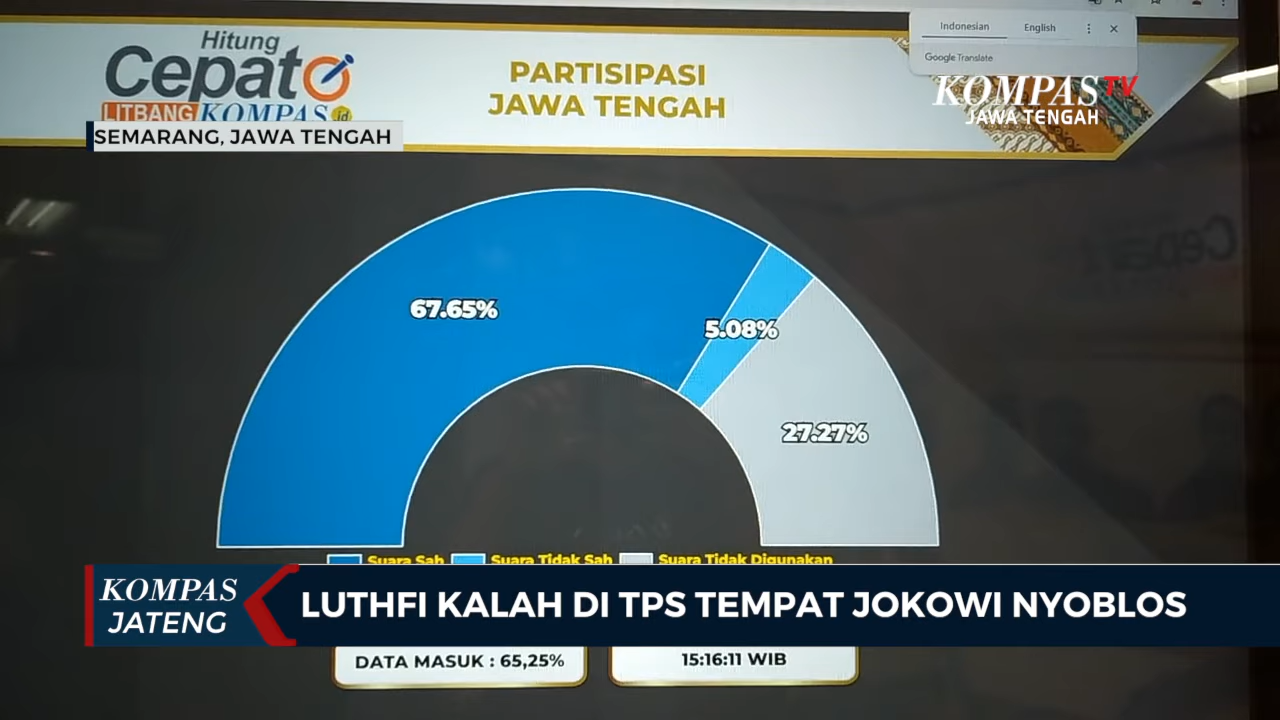 Indonesian English
Google Translate
Hitung
Cepat
LITBANG KOMPAS.id
PARTISIPASI
JAWA TENGAH
KOMPAS TV
JAWA TENGAH
SEMARANG, JAWA TENGAH
67.65%
5.08%
27.27%
Suara Sah Suara Tidak Sah Suara Tidak Digunakan
KOMPAS
JATENG
LUTHFI KALAH DI TPS TEMPAT JOKOWI NYOBLOS
DATA MASUK : 65,25%
15:16:11 WIB